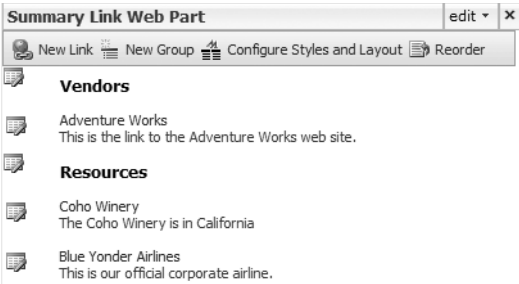 Summary Link Web Part edit
New Link New Group Configure Styles and Layout Reorder
Vendors
Adventure Works
This is the link to the Adventure Works web site.
Resources
Coho Winery
The Coho Winery is in California
Blue Yonder Airlines
This is our official corporate airline.